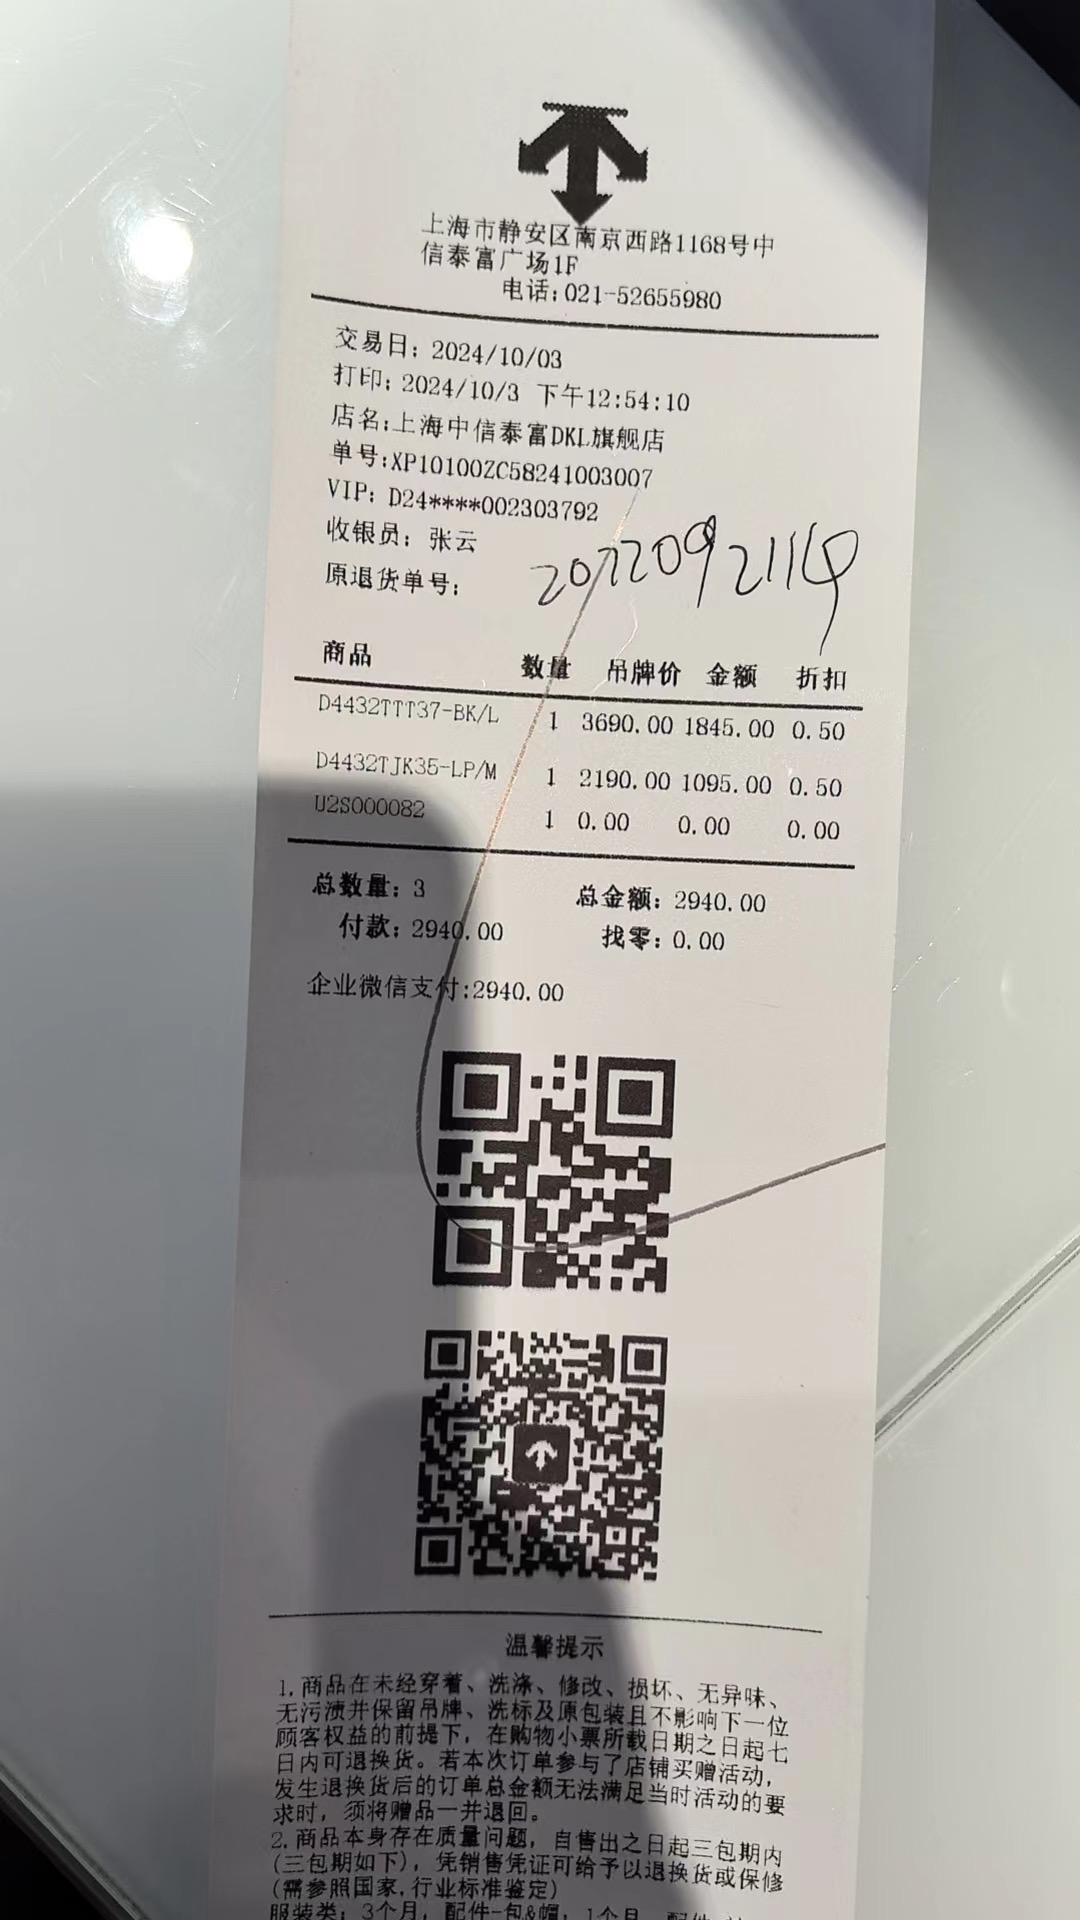 上海市静安区南京西路1168号中
信泰富广场1F
电话:021-52655980
交易日: 2024/10/03
打印: 2024/10/3 下午12:54:10
店名:上海中信泰富DKL旗舰店
单号:XP10100ZC58241003007
VIP: D24****002303792
收银员: 张云
原退货单号:
商品 数量 吊牌价 金额 折扣
D4432TTT37-BK/L 1 3690.00 1845.00 0.50
D4432TJK35-LP/M 1 2190.00 1095.00 0.50
U2S000082 1 0.00 0.00 0.00
总数量: 3 总金额: 2940.00
付款: 2940.00 找零: 0.00
企业微信支付:2940.00
温馨提示
1.商品在未经穿着、洗涤、修改、损坏、无异味、
无污渍并保留吊牌、洗标及原包装且不影响下一位
顾客权益的前提下，在购物小票所载日期之日起七
日内可退换货。若本次订单参与了店铺买赠活动，
发生退换货后的订单总金额无法满足当时活动的要
求时，须将赠品一并退回。
2.商品本身存在质量问题，自售出之日起三包期内
(三包期如下)，凭销售凭证可给予以退换货或保修
(需参照国家,行业标准鉴定)
服装类: 3个月, 配件-包&帽: 1个月, 配件